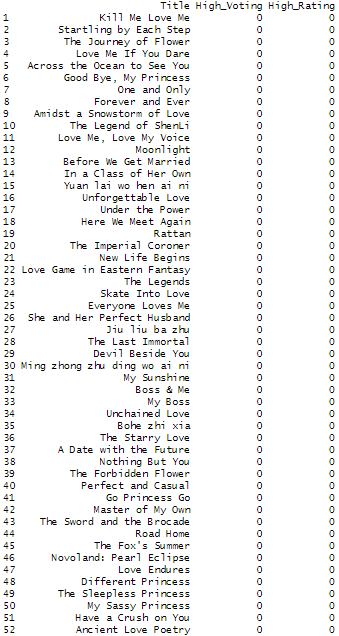 Title High_Voting High_Rating
1 Kill Me Love Me 0 0
2 Startling by Each Step 0 0
3 The Journey of Flower 0 0
4 Love Me If You Dare 0 0
5 Across the Ocean to See You 0 0
6 Good Bye, My Princess 0 0
7 One and Only 0 0
8 Forever and Ever 0 0
9 Amidst a Snowstorm of Love 0 0
10 The Legend of ShenLi 0 0
11 Love Me, Love My Voice 0 0
12 Moonlight 0 0
13 Before We Get Married 0 0
14 In a Class of Her Own 0 0
15 Yuan lai wo hen ai ni 0 0
16 Unforgettable Love 0 0
17 Under the Power 0 0
18 Here We Meet Again 0 0
19 Rattan 0 0
20 The Imperial Coroner 0 0
21 New Life Begins 0 0
22 Love Game in Eastern Fantasy 0 0
23 The Legends 0 0
24 Skate Into Love 0 0
25 Everyone Loves Me 0 0
26 She and Her Perfect Husband 0 0
27 Jiu liu ba zhu 0 0
28 The Last Immortal 0 0
29 Devil Beside You 0 0
30 Ming zhong zhu ding wo ai ni 0 0
31 My Sunshine 0 0
32 Boss & Me 0 0
33 My Boss 0 0
34 Unchained Love 0 0
35 Bohe zhi xia 0 0
36 The Starry Love 0 0
37 A Date with the Future 0 0
38 Nothing But You 0 0
39 The Forbidden Flower 0 0
40 Perfect and Casual 0 0
41 Go Princess Go 0 0
42 Master of My Own 0 0
43 The Sword and the Brocade 0 0
44 Road Home 0 0
45 The Fox's Summer 0 0
46 Novoland: Pearl Eclipse 0 0
47 Love Endures 0 0
48 Different Princess 0 0
49 The Sleepless Princess 0 0
50 My Sassy Princess 0 0
51 Have a Crush on You 0 0
52 Ancient Love Poetry 0 0